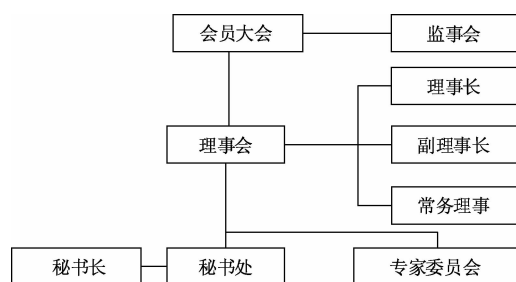 会员大会
监事会
理事长
理事会
副理事长
常务理事
秘书长
秘书处
专家委员会